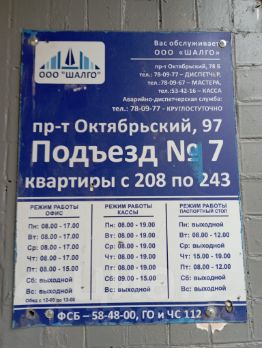 Вас обслуживает
ООО "ШАЛГО"
ООО "ШАЛГО"
пр-т Октябрьский, 78 Б
тел.: 78-09-77 – ДИСПЕТЧЕР,
тел.: 78-09-67 – МАСТЕРА,
тел.:53-42-16 – КАССА
Аварийно-диспетчерская служба:
тел.: 78-09-77 – КРУГЛОСУТОЧНО
пр-т Октябрьский, 97
Подъезд № 7
квартиры с 208 по 243
РЕЖИМ РАБОТЫ
ОФИС
Пн: 08.00 - 17.00
Вт: 08.00 - 17.00
Ср: 08.00 - 17.00
Чт: 08.00 - 17.00
Пт: 08.00 - 15.00
Сб: выходной
Вс: выходной
Обед с 12-00 до 13-00
РЕЖИМ РАБОТЫ
КАССЫ
Пн: 08.00 - 19.00
Вт: 08.00 - 19.00
Ср: 08.00 - 19.00
Чт: 08.00 - 19.00
Пт: 08.00 - 19.00
Сб: выходной
Вс: выходной
РЕЖИМ РАБОТЫ
ПАСПОРТНЫЙ СТОЛ
Пн: выходной
Вт: 08.00 - 12.00
Ср: выходной
Чт: 15.00 - 19.00
Пт: 08.00 - 12.00
Сб: выходной
Вс: выходной
ФСБ – 58-48-00, ГО и ЧС 112